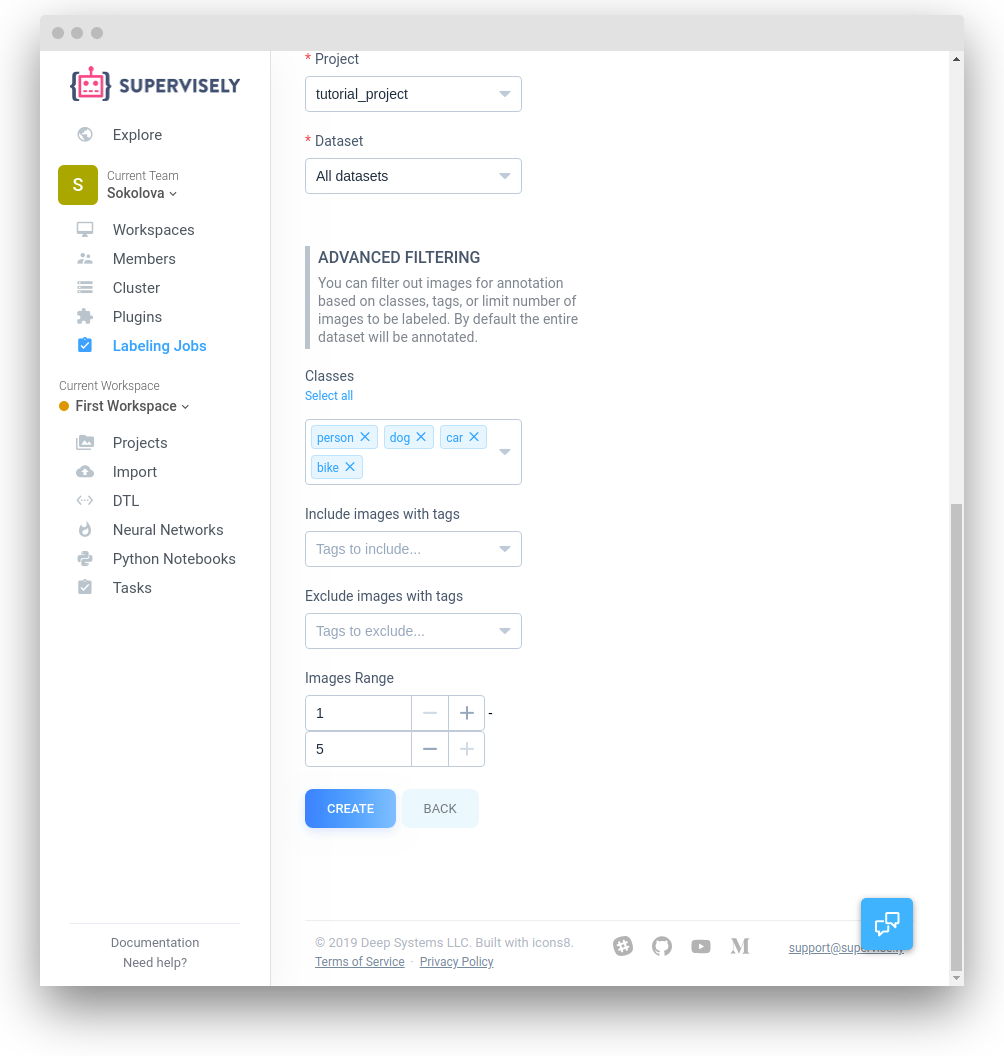 SUPERVISELY
Explore
S
Current Team
Sokolova
Workspaces
Members
Cluster
Plugins
Labeling Jobs
Current Workspace
First Workspace
Projects
Import
DTL
Neural Networks
Python Notebooks
Tasks
Documentation
Need help?
* Project
tutorial_project
* Dataset
All datasets
ADVANCED FILTERING
You can filter out images for annotation
based on classes, tags, or limit number of
images to be labeled. By default the entire
dataset will be annotated.
Classes
Select all
person dog car
bike
Include images with tags
Tags to include...
Exclude images with tags
Tags to exclude...
Images Range
1 -
5
CREATE BACK
© 2019 Deep Systems LLC. Built with icons8.
Terms of Service · Privacy Policy
support@supervise.ly